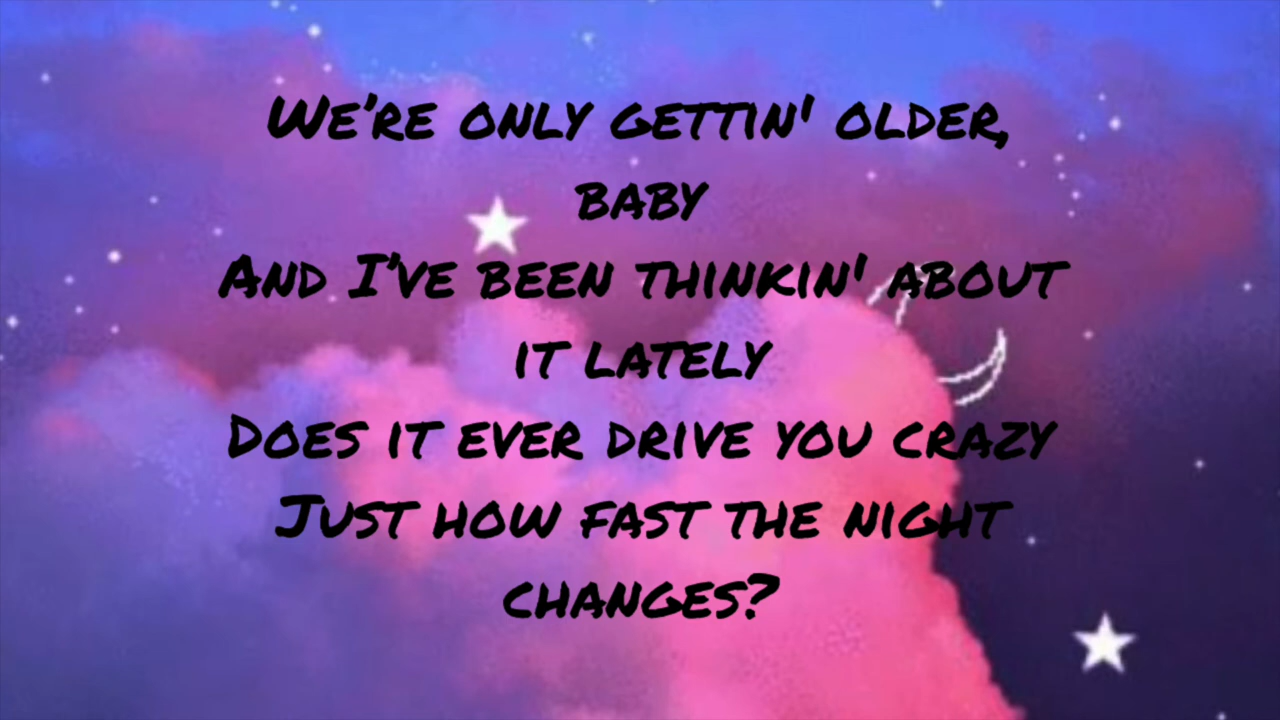 We're only gettin' older,
baby
And I've been thinkin' about
it lately
Does it ever drive you crazy
Just how fast the night
changes?